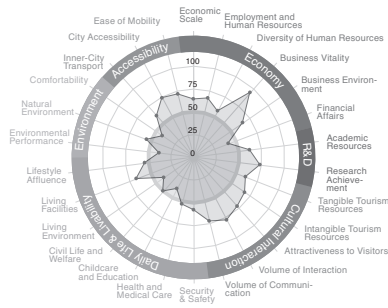 Economic
Scale
Employment and
Human Resources
Diversity of Human Resources
Business Vitality
Business Environ-
ment
Financial
Affairs
Academic
Resources
Research
Achieve-
ment
Tangible Tourism
Resources
Intangible Tourism
Resources
Attractiveness to Visitors
Volume of Interaction
Volume of Communi-
cation
Security
& Safety
Health and
Medical Care
Childcare
and Education
Civil Life and
Welfare
Living
Environment
Living
Facilities
Lifestyle
Affluence
Environmental
Performance
Natural
Environment
Comfortability
Inner-City
Transport
City Accessibility
Ease of Mobility
Economy
R&D
Cultural Interaction
Daily Life & Livability
Environment
Accessibility
100
75
50
25
0